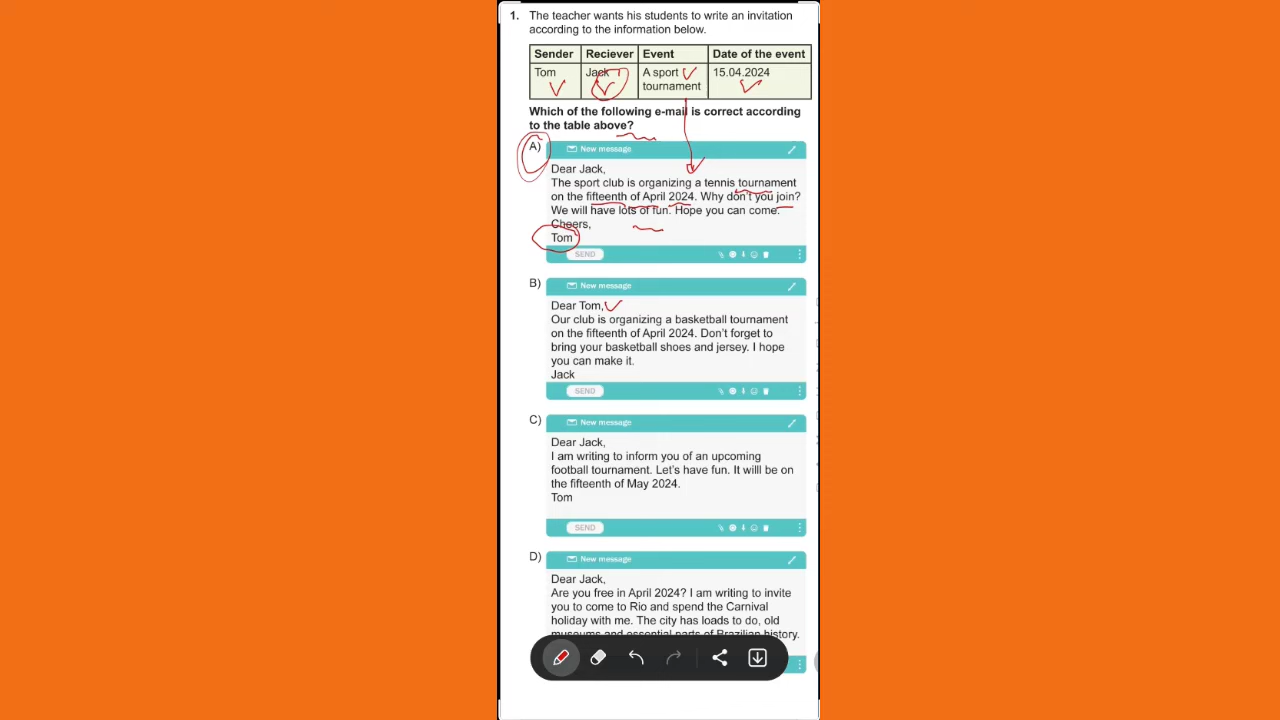 1. The teacher wants his students to write an invitation
according to the information below.
Sender Reciever Event Date of the event
Tom Jack A sport tournament 15.04.2024
Which of the following e-mail is correct according
to the table above?
A)
New message
Dear Jack,
The sport club is organizing a tennis tournament
on the fifteenth of April 2024. Why don't you join?
We will have lots of fun. Hope you can come.
Cheers,
Tom
SEND
B)
New message
Dear Tom,
Our club is organizing a basketball tournament
on the fifteenth of April 2024. Don't forget to
bring your basketball shoes and jersey. I hope
you can make it.
Jack
SEND
C)
New message
Dear Jack,
I am writing to inform you of an upcoming
football tournament. Let's have fun. It willl be on
the fifteenth of May 2024.
Tom
SEND
D)
New message
Dear Jack,
Are you free in April 2024? I am writing to invite
you to come to Rio and spend the Carnival
holiday with me. The city has loads to do, old
museums and essential parts of Brazilian history.